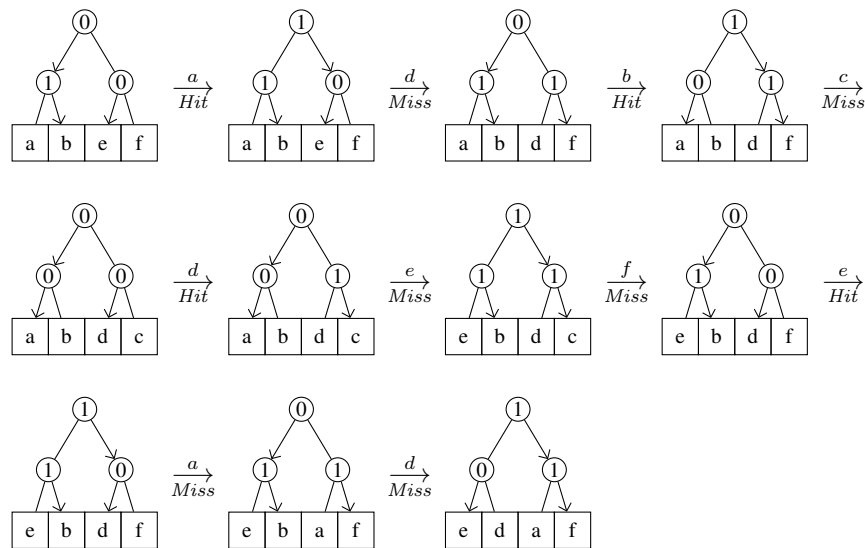 0 1 0 1
1 0 a Hit 1 0 d Miss 1 1 b Hit 0 1 c Miss
a b e f a b e f a b d f a b d f
0 0 1 0
0 0 d Hit 0 1 e Miss 1 1 f Miss 1 0 e Hit
a b d c a b d c e b d c e b d f
1 0 1
1 0 a Miss 1 1 d Miss 0 1
e b d f e b a f e d a f